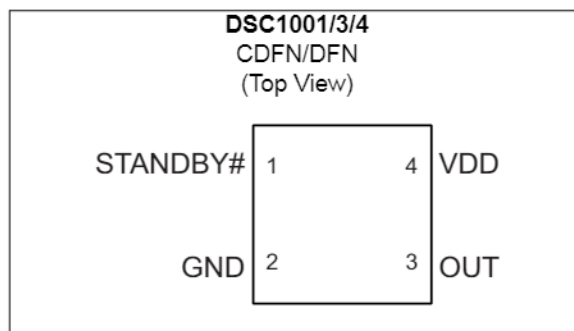 DSC1001/3/4
CDFN/DFN
(Top View)
STANDBY# 1 4 VDD
GND 2 3 OUT